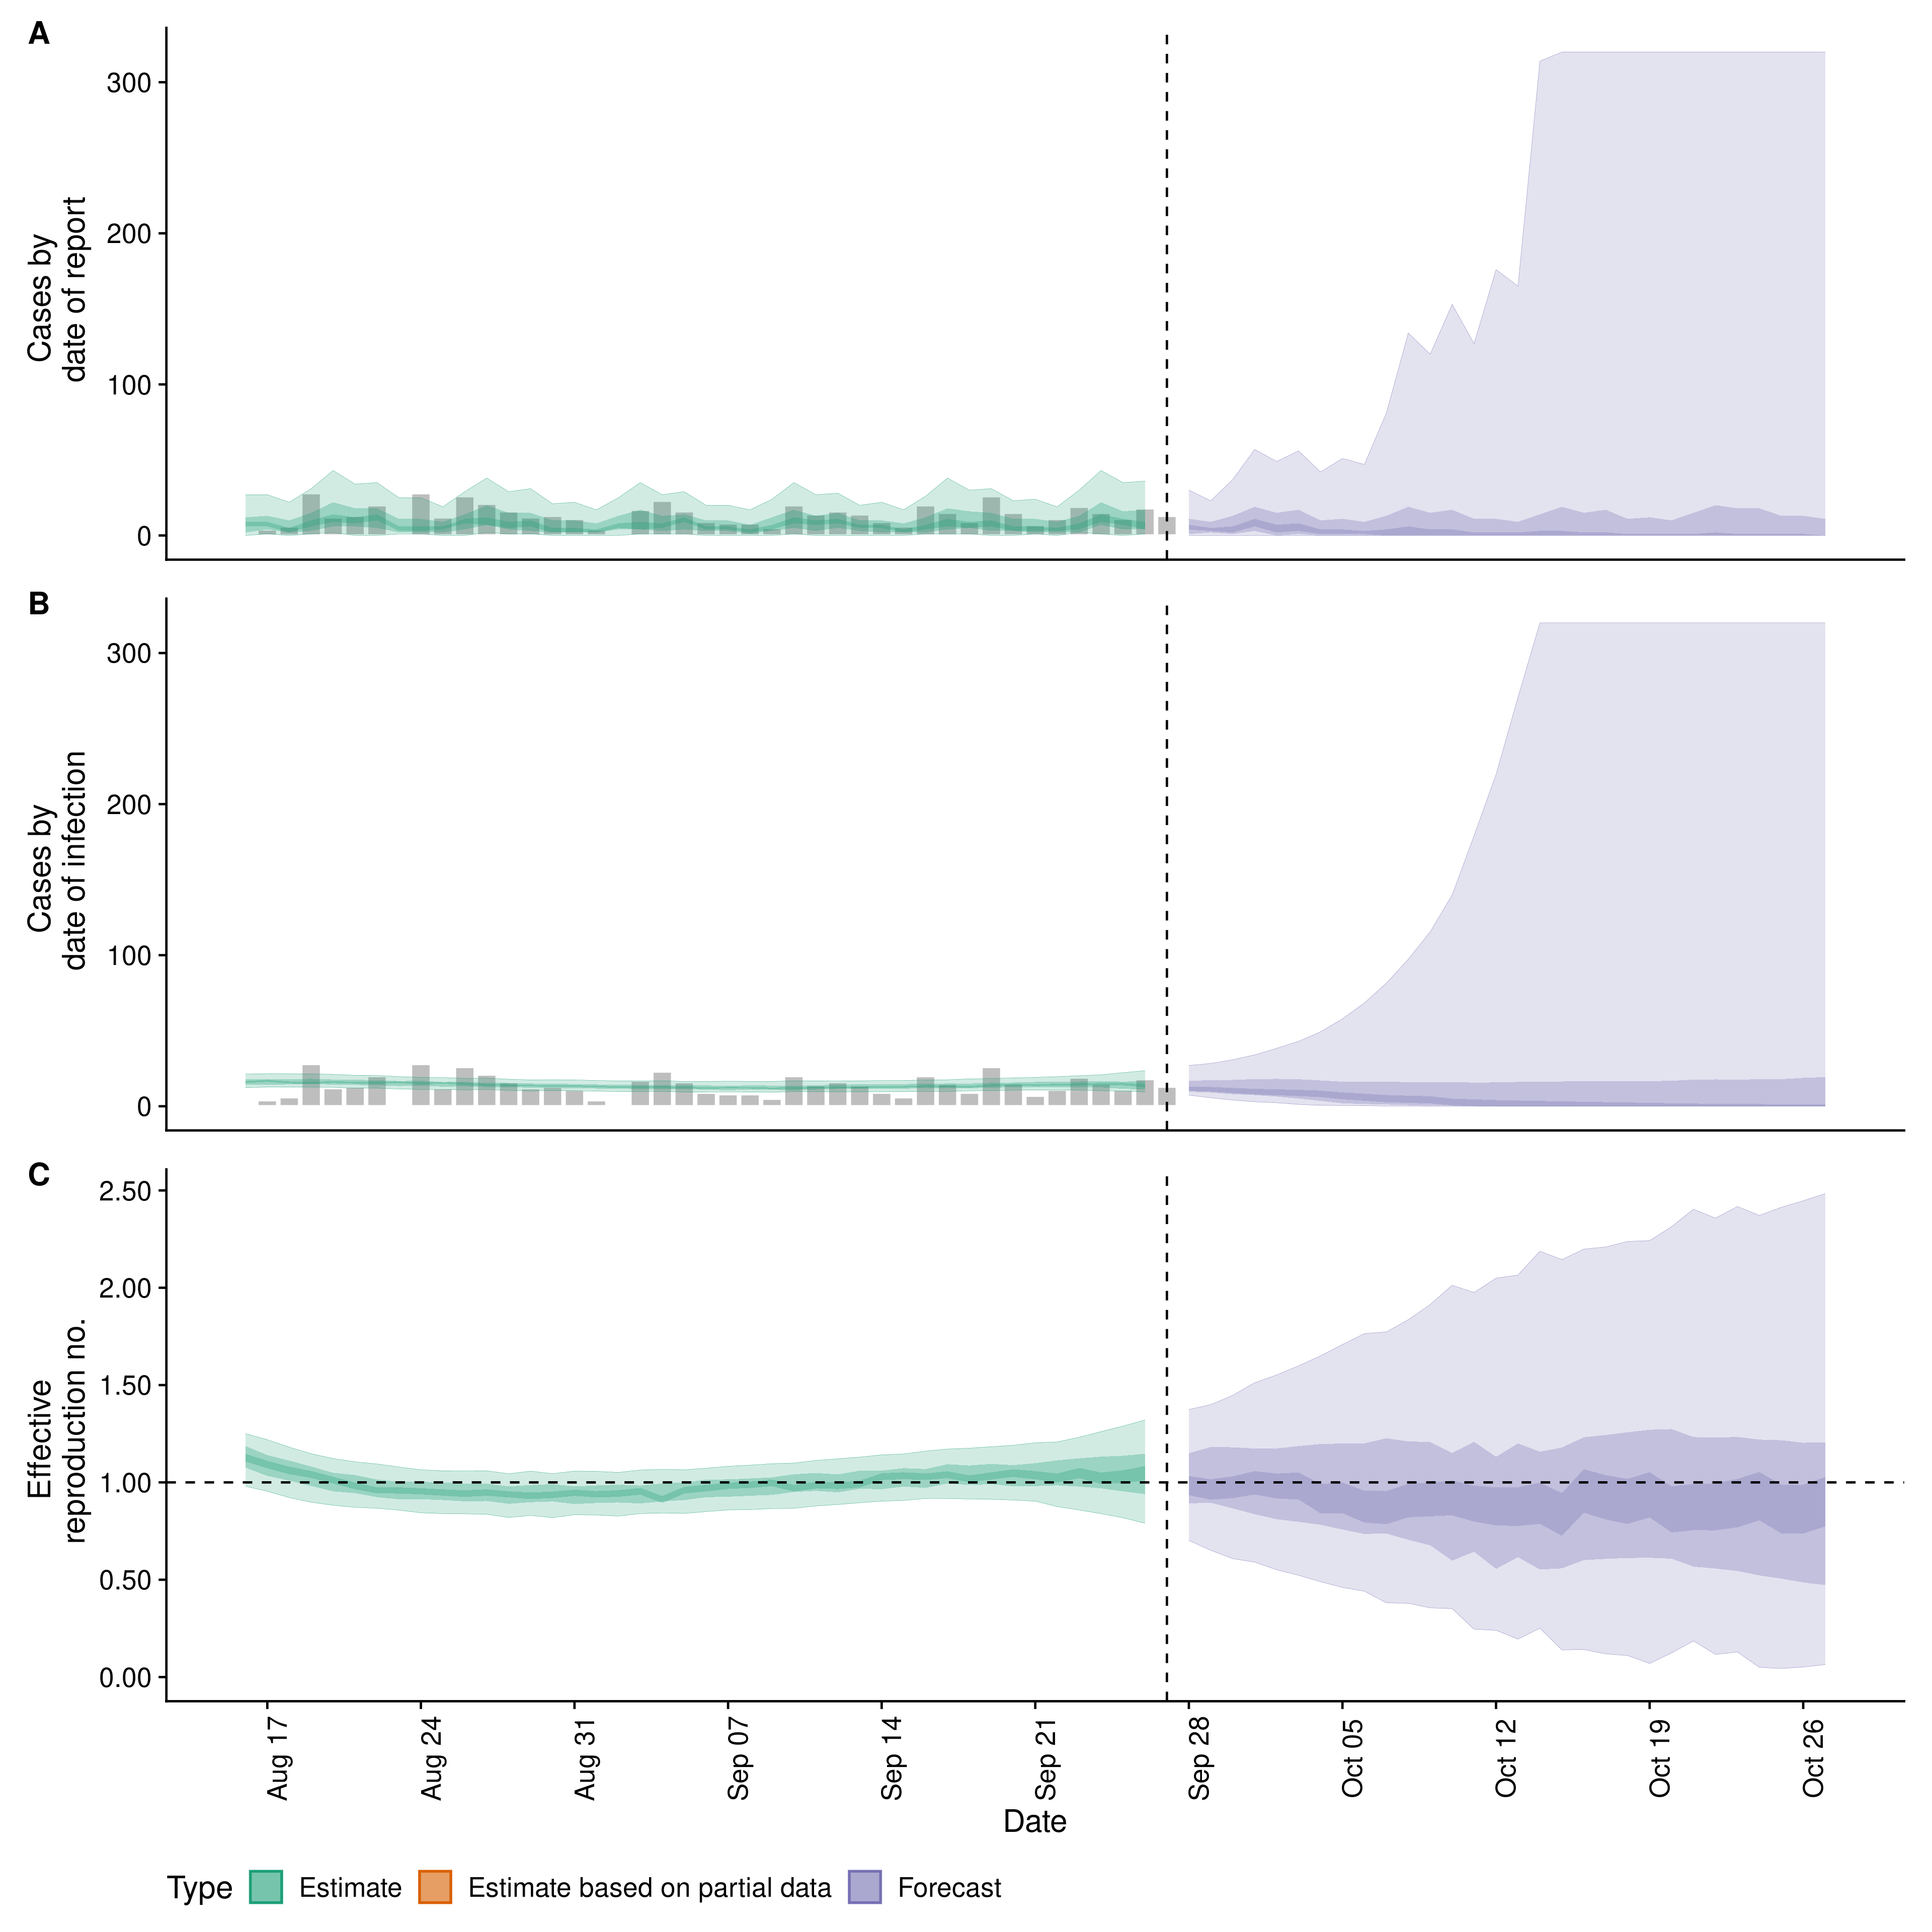 A
Cases by
date of report
300
200
100
0
B
Cases by
date of infection
300
200
100
0
C
Effective
reproduction no.
2.50
2.00
1.50
1.00
0.50
0.00
Aug 17
Aug 24
Aug 31
Sep 07
Sep 14
Sep 21
Sep 28
Oct 05
Oct 12
Oct 19
Oct 26
Date
Type Estimate Estimate based on partial data Forecast